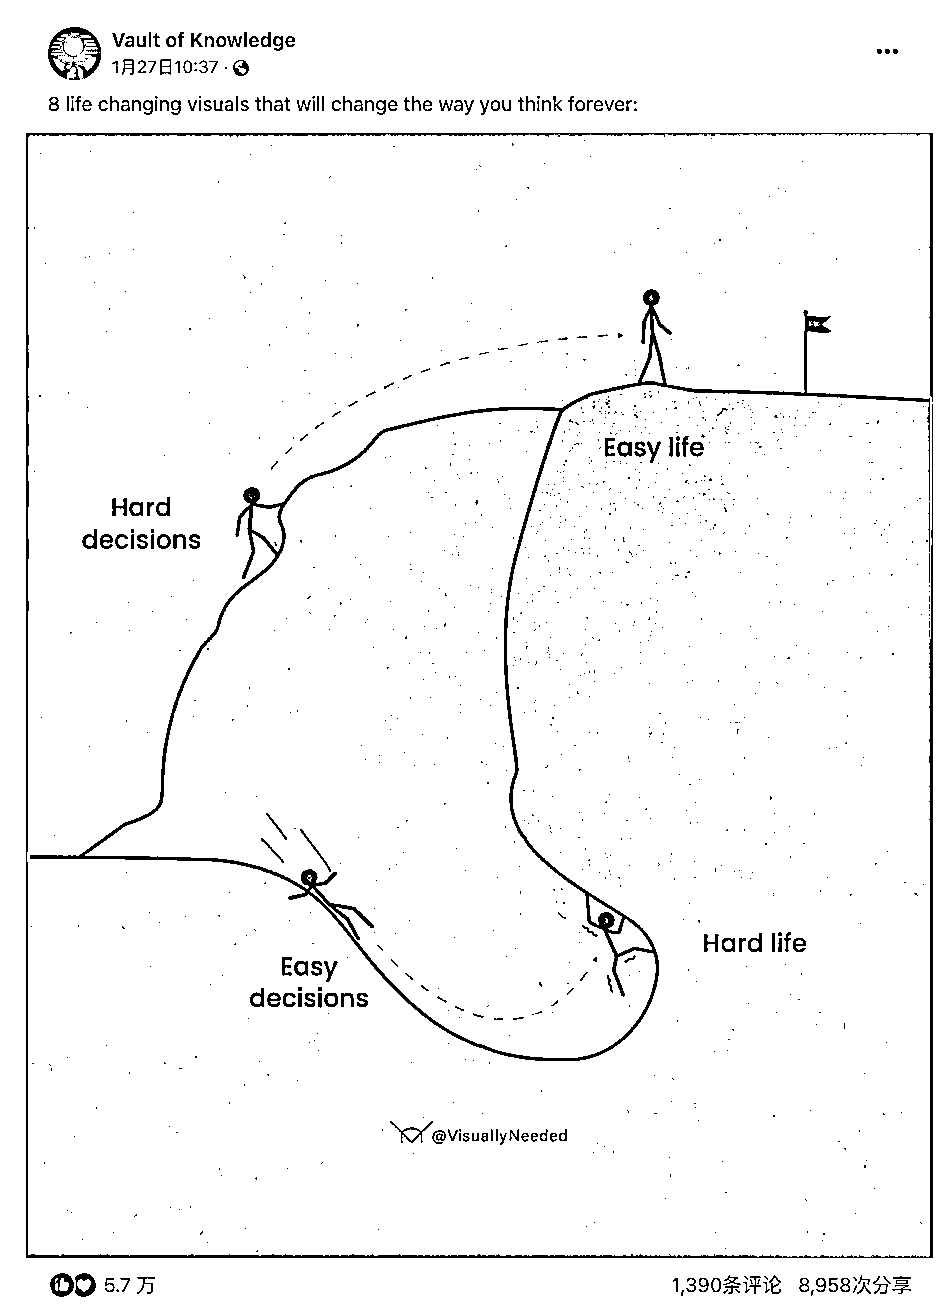 Vault of Knowledge
1月27日10:37 ·
8 life changing visuals that will change the way you think forever:
Easy life
Hard
decisions
Hard life
Easy
decisions
@VisuallyNeeded
5.7 万
1,390条评论 8,958次分享